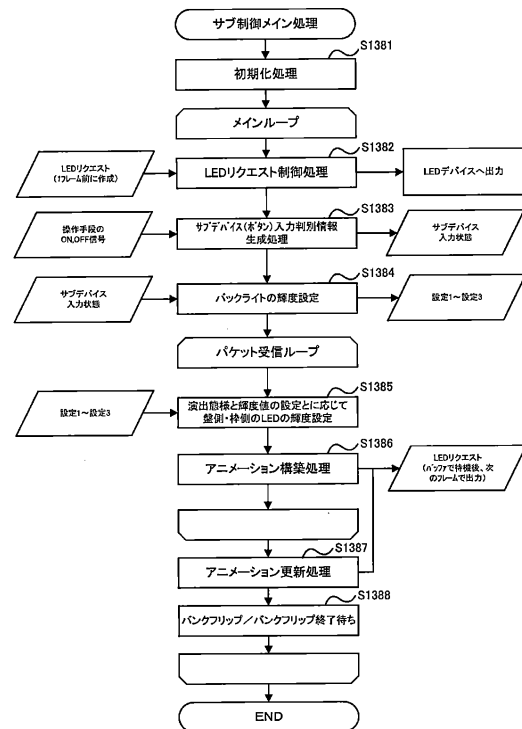 サブ制御メイン処理
S1381
初期化処理
メインループ
S1382
LEDリクエスト
(1フレーム前に作成)
LEDリクエスト制御処理
LEDデバイスへ出力
S1383
操作手段の
ON,OFF信号
サブデバイス(ボタン)入力判別情報
生成処理
サブデバイス
入力状態
S1384
サブデバイス
入力状態
バックライトの輝度設定
設定1～設定3
パケット受信ループ
S1385
設定1～設定3
演出態様と輝度値の設定とに応じて
盤側・枠側のLEDの輝度設定
S1386
アニメーション構築処理
LEDリクエスト
(バッファで待機後、次
のフレームで出力)
S1387
アニメーション更新処理
S1388
バンクフリップ／バンクフリップ終了待ち
END